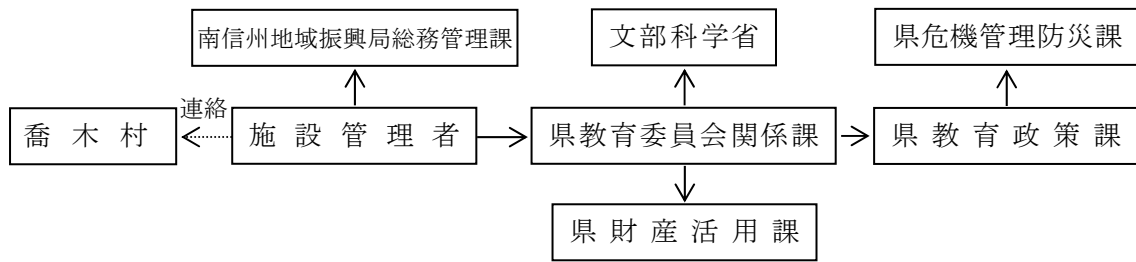 南信州地域振興局総務管理課
文部科学省
県危機管理防災課
連絡
喬木村
施設管理者
県教育委員会関係課
県教育政策課
県財産活用課